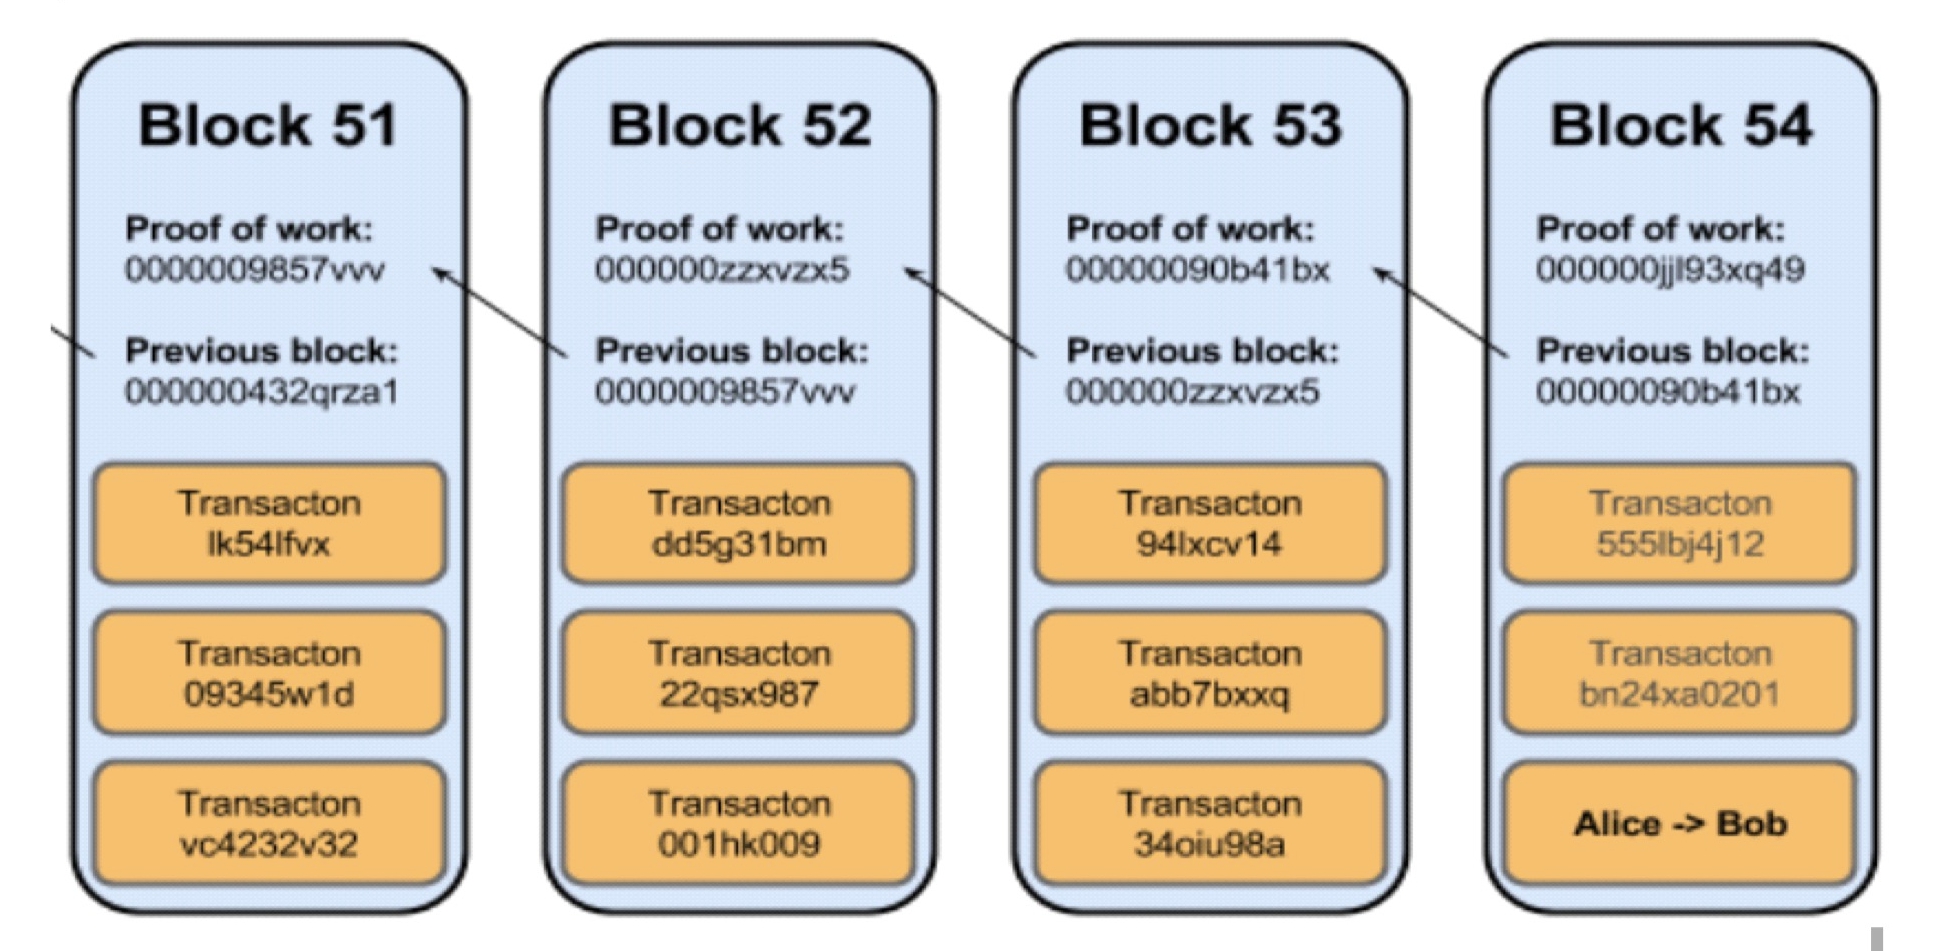 Block 51
Proof of work:
0000009857vvv
Previous block:
000000432qrza1
Transacton
lk54lfvx
Transacton
09345w1d
Transacton
vc4232v32
Block 52
Proof of work:
000000zzxvzx5
Previous block:
0000009857vvv
Transacton
dd5g31bm
Transacton
22qsx987
Transacton
001hk009
Block 53
Proof of work:
00000090b41bx
Previous block:
000000zzxvzx5
Transacton
94lxcv14
Transacton
abb7bxxq
Transacton
34oiu98a
Block 54
Proof of work:
000000jjl93xq49
Previous block:
00000090b41bx
Transacton
555lbj4j12
Transacton
bn24xa0201
Alice -> Bob